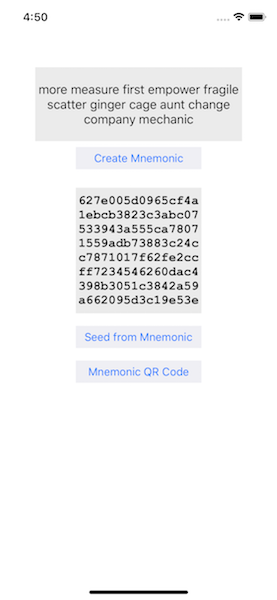 4:50
more measure first empower fragile
scatter ginger cage aunt change
company mechanic
Create Mnemonic
627e005d0965cf4a
1ebcb3823c3abc07
533943a555ca7807
1559adb73883c24c
c7871017f62fe2cc
ff7234546260dac4
398b3051c3842a59
a662095d3c19e53e
Seed from Mnemonic
Mnemonic QR Code